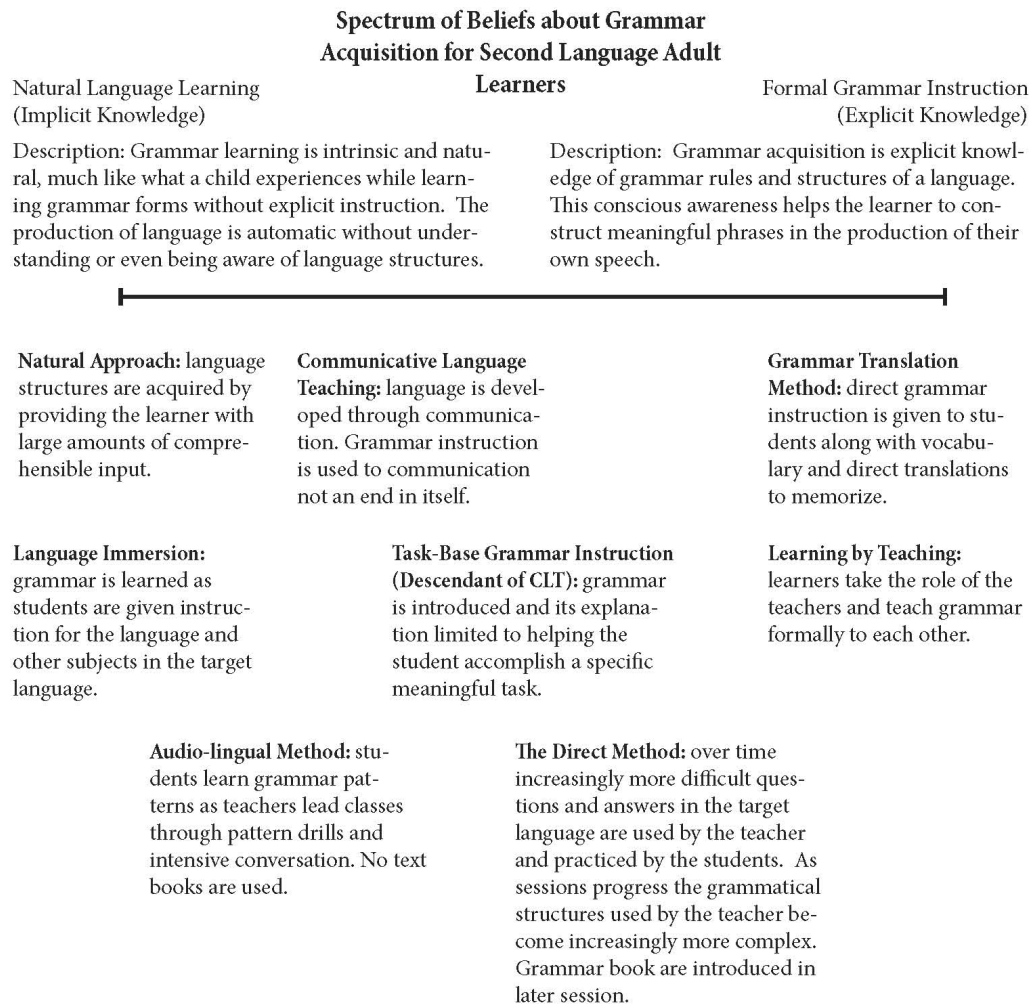 Spectrum of Beliefs about Grammar
Acquisition for Second Language Adult
Learners
Natural Language Learning
(Implicit Knowledge)
Formal Grammar Instruction
(Explicit Knowledge)
Description: Grammar learning is intrinsic and natu-
ral, much like what a child experiences while learn-
ing grammar forms without explicit instruction.  The
production of language is automatic without under-
standing or even being aware of language structures.
Description:  Grammar acquisition is explicit knowl-
edge of grammar rules and structures of a language.
This conscious awareness helps the learner to con-
struct meaningful phrases in the production of their
own speech.
Natural Approach: language
structures are acquired by
providing the learner with
large amounts of compre-
hensible input.
Communicative Language
Teaching: language is devel-
oped through communica-
tion. Grammar instruction
is used to communication
not an end in itself.
Grammar Translation
Method: direct grammar
instruction is given to stu-
dents along with vocabu-
lary and direct translations
to memorize.
Language Immersion:
grammar is learned as
students are given instruc-
tion for the language and
other subjects in the target
language.
Task-Base Grammar Instruction
(Descendant of CLT): grammar
is introduced and its explana-
tion limited to helping the
student accomplish a specific
meaningful task.
Learning by Teaching:
learners take the role of the
teachers and teach grammar
formally to each other.
Audio-lingual Method: stu-
dents learn grammar pat-
terns as teachers lead classes
through pattern drills and
intensive conversation. No text
books are used.
The Direct Method: over time
increasingly more difficult ques-
tions and answers in the target
language are used by the teacher
and practiced by the students.  As
sessions progress the grammatical
structures used by the teacher be-
come increasingly more complex.
Grammar book are introduced in
later session.